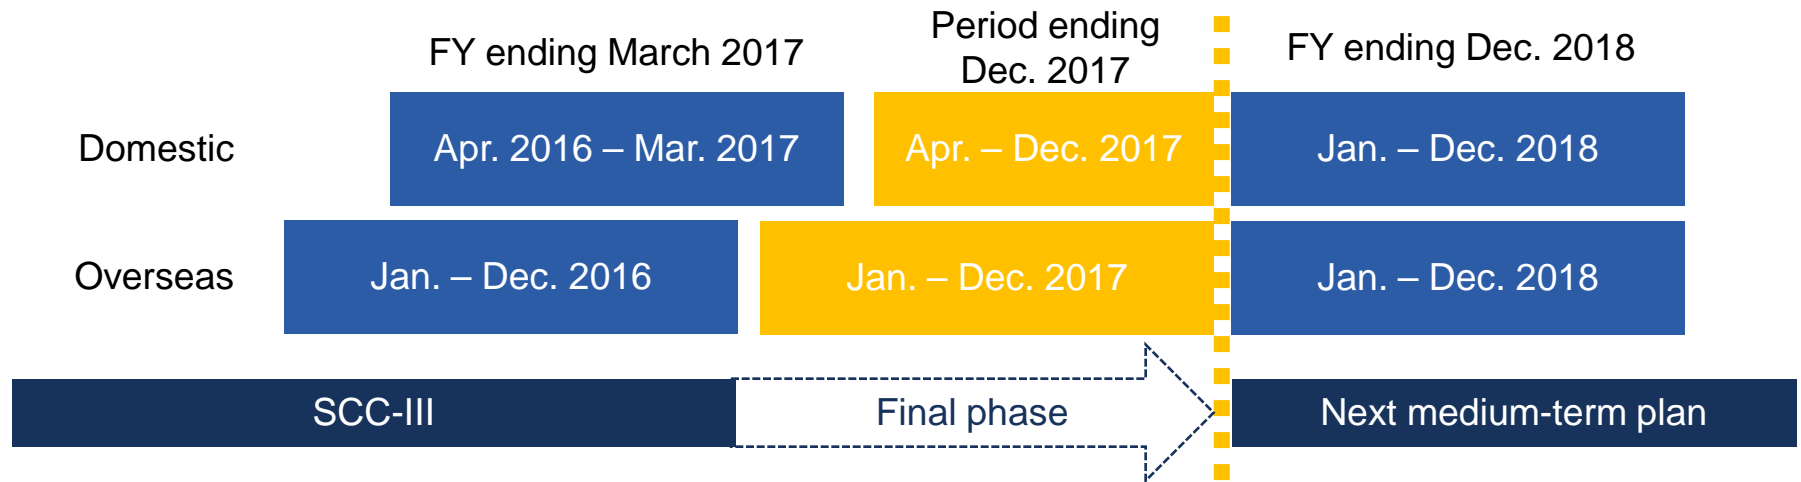 FY ending March 2017
Period ending
Dec. 2017
FY ending Dec. 2018
Domestic
Apr. 2016 – Mar. 2017
Apr. – Dec. 2017
Jan. – Dec. 2018
Overseas
Jan. – Dec. 2016
Jan. – Dec. 2017
Jan. – Dec. 2018
SCC-III
Final phase
Next medium-term plan